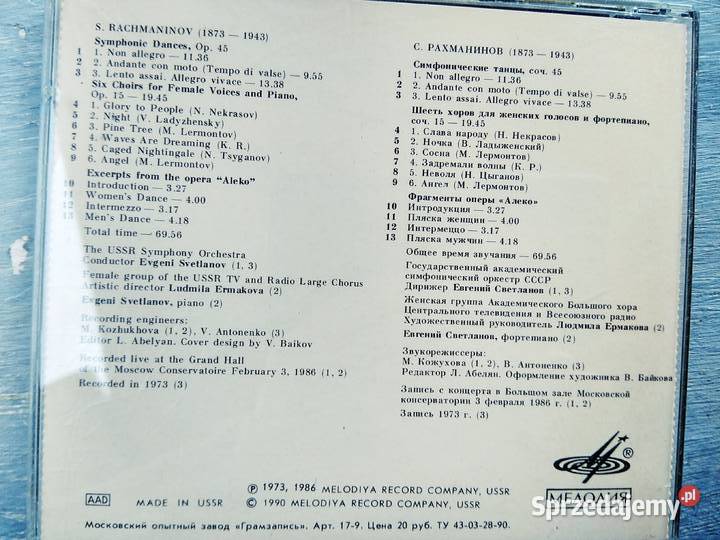 S. RACHMANINOV (1873 — 1943)
Symphonic Dances, Op. 45
1 1. Non allegro — 11.36
2 2. Andante con moto (Tempo di valse) — 9.55
3 3. Lento assai. Allegro vivace — 13.38
Six Choirs for Female Voices and Piano,
Op. 15 — 19.45
4 1. Glory to People (N. Nekrasov)
5 2. Night (V. Ladyzhensky)
6 3. Pine Tree (M. Lermontov)
7 4. Waves Are Dreaming (K. R.)
8 5. Caged Nightingale (N. Tsyganov)
9 6. Angel (M. Lermontov)
Excerpts from the opera "Aleko"
10 Introduction — 3.27
11 Women's Dance — 4.00
12 Intermezzo — 3.17
13 Men's Dance — 4.18
Total time — 69.56
The USSR Symphony Orchestra
Conductor Evgeni Svetlanov (1, 3)
Female group of the USSR TV and Radio Large Chorus
Artistic director Ludmila Ermakova (2)
Evgeni Svetlanov, piano (2)
Recording engineers:
M. Kozhukhova (1, 2), V. Antonenko (3)
Editor L. Abelyan. Cover design by V. Baikov
Recorded live at the Grand Hall
of the Moscow Conservatoire February 3, 1986 (1, 2)
Recorded in 1973 (3)
С. РАХМАНИНОВ (1873 — 1943)
Симфонические танцы, соч. 45
1 1. Non allegro — 11.36
2 2. Andante con moto (Tempo di valse) — 9.55
3 3. Lento assai. Allegro vivace — 13.38
Шесть хоров для женских голосов и фортепиано,
соч. 15 — 19.45
4 1. Слава народу (Н. Некрасов)
5 2. Ночка (В. Ладыженский)
6 3. Сосна (М. Лермонтов)
7 4. Задремали волны (К. Р.)
8 5. Неволя (Н. Цыганов)
9 6. Ангел (М. Лермонтов)
Фрагменты оперы «Алеко»
10 Интродукция — 3.27
11 Пляска женщин — 4.00
12 Интермеццо — 3.17
13 Пляска мужчин — 4.18
Общее время звучания — 69.56
Государственный академический
симфонический оркестр СССР
Дирижер Евгений Светланов (1, 3)
Женская группа Академического Большого хора
Центрального телевидения и Всесоюзного радио
Художественный руководитель Людмила Ермакова (2)
Евгений Светланов, фортепиано (2)
Звукорежиссеры:
М. Кожухова (1, 2), В. Антоненко (3)
Редактор Л. Абелян. Оформление художника В. Байкова
Запись с концерта в Большом зале Московской
консерватории 3 февраля 1986 г. (1, 2)
Запись 1973 г. (3)
AAD
MADE IN USSR
Ⓟ 1973, 1986 MELODIYA RECORD COMPANY, USSR
© 1990 MELODIYA RECORD COMPANY, USSR
МЕЛОДИЯ
Московский опытный завод «Грамзапись». Арт. 17-9. Цена 20 руб. ТУ 43-03-28-90.
Sprzedajemy.pl